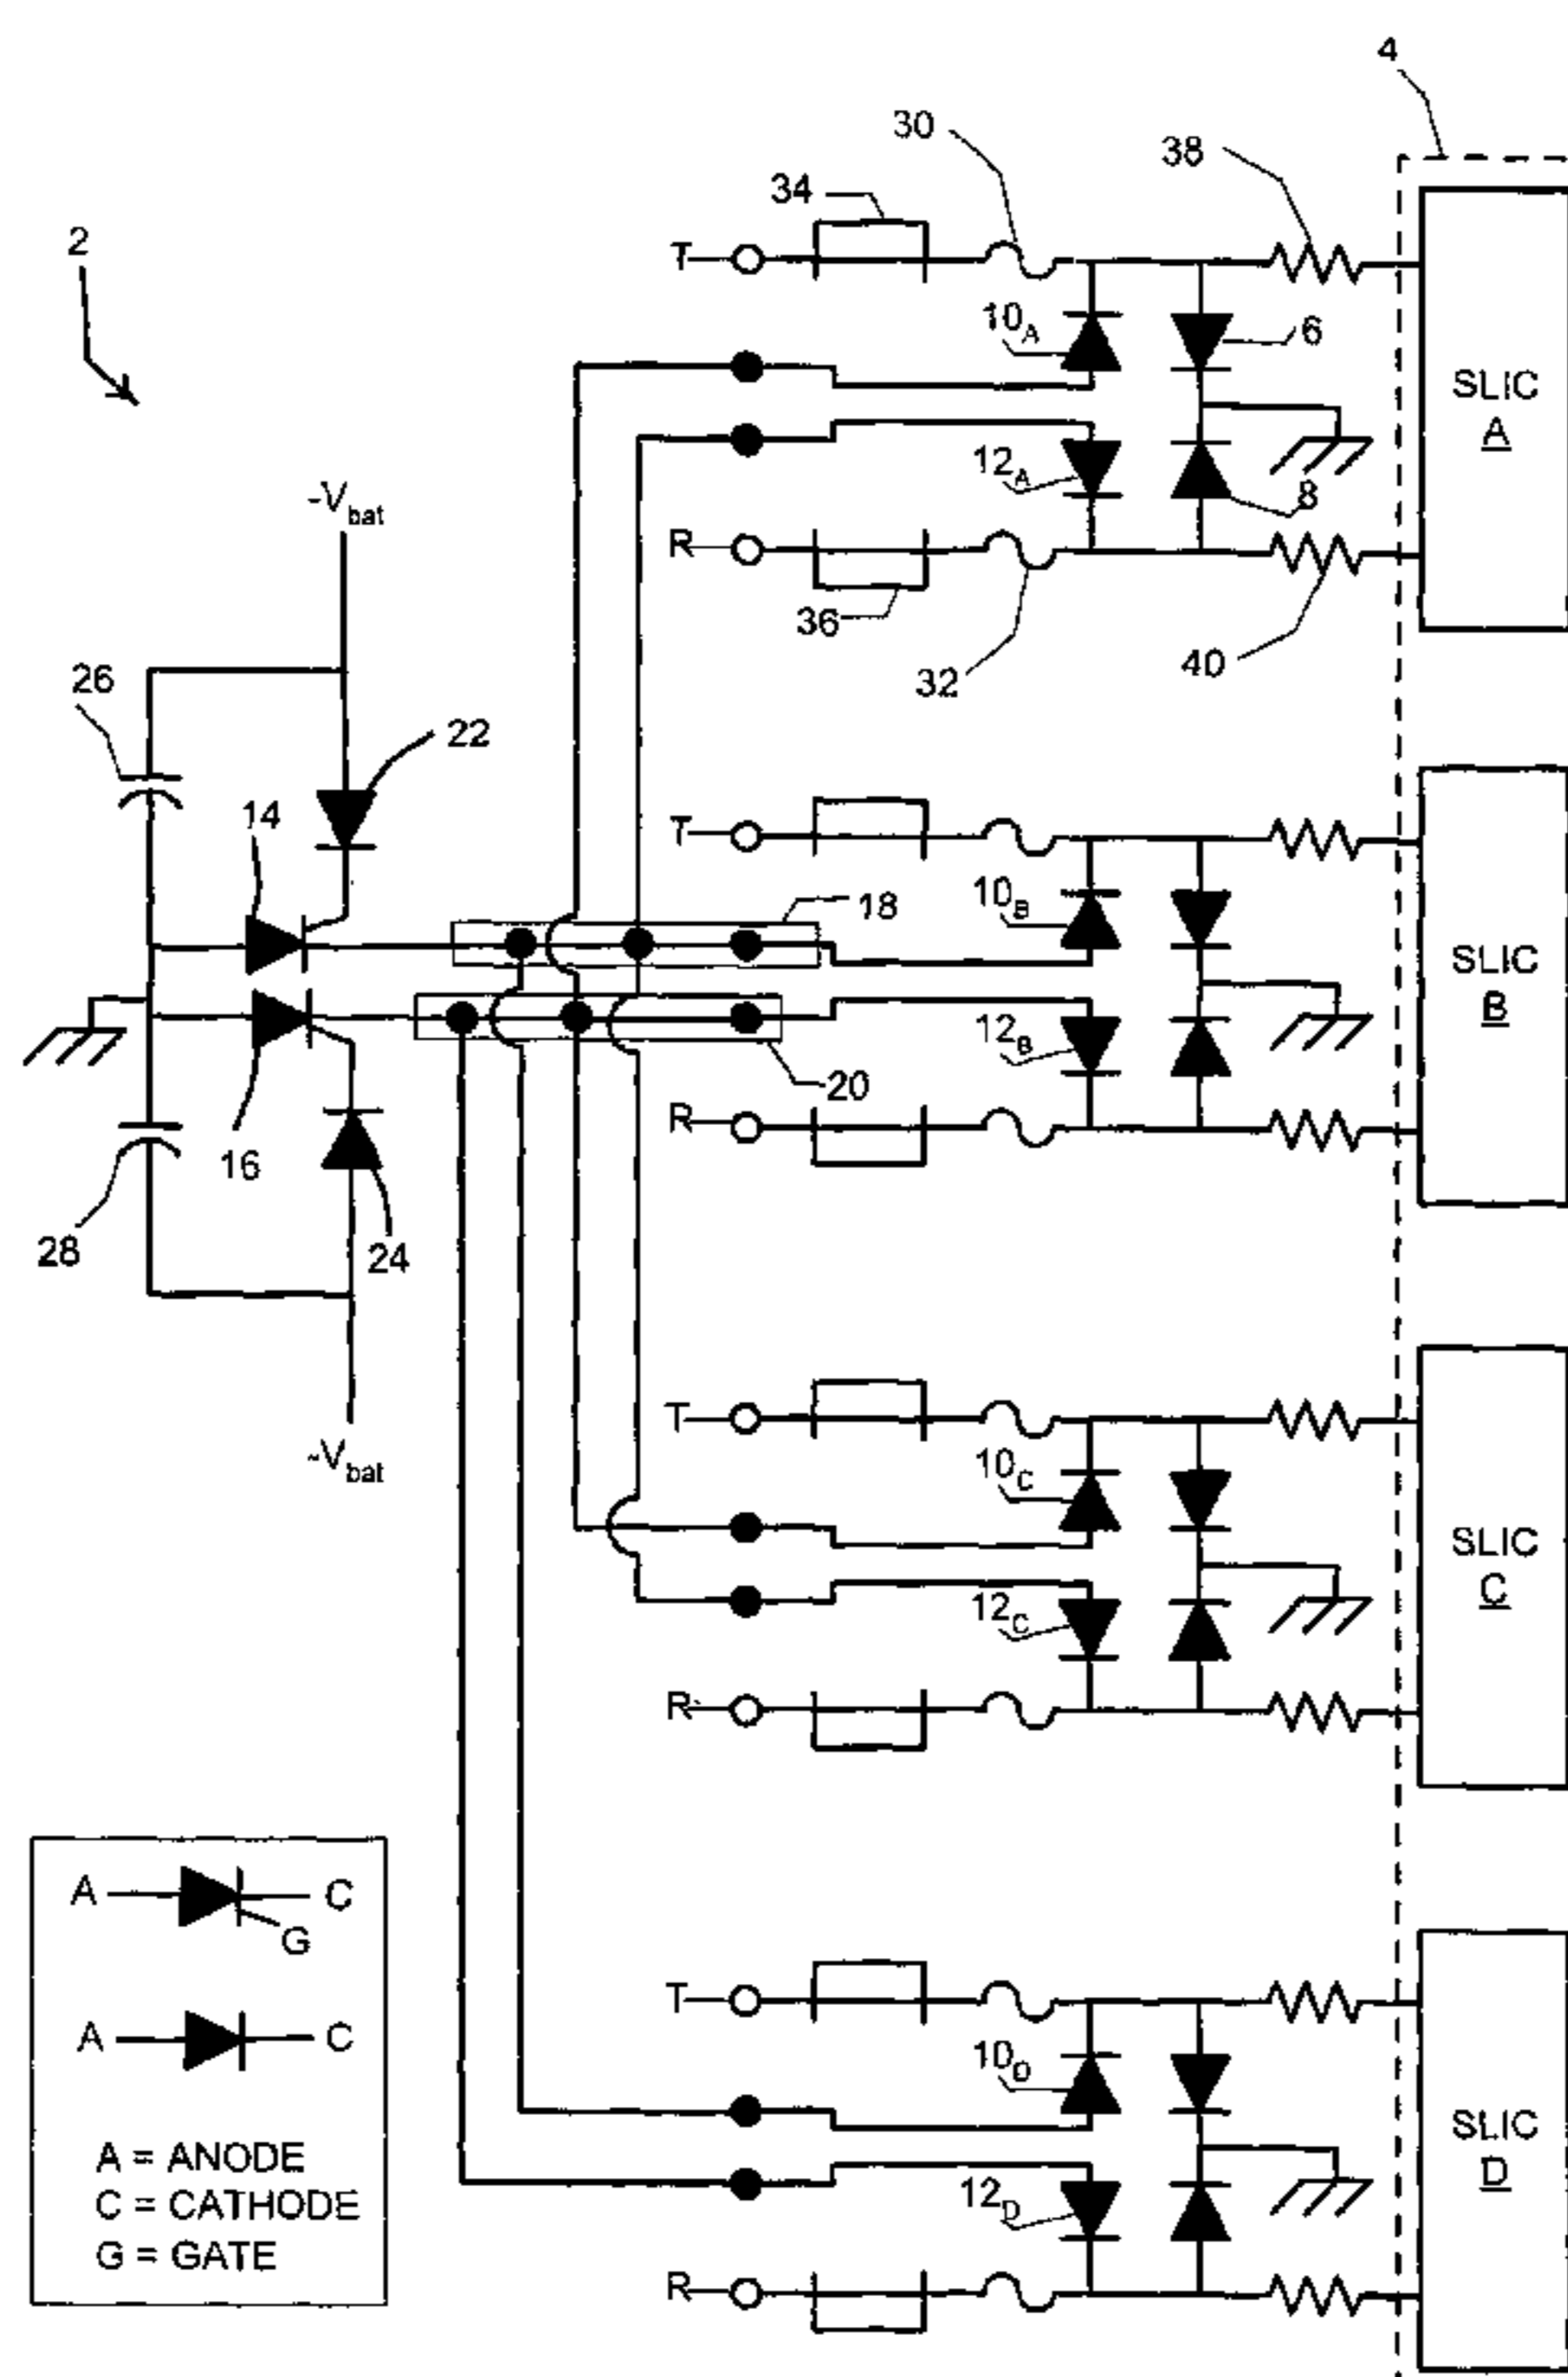 4
30
38
34
2
T
10A
6
SLIC
A
12A
8
-Vbat
R
36
32
40
26
22
14
T
10B
18
SLIC
B
12B
20
R
16
28
24
-Vbat
T
10C
SLIC
C
12C
R
A C
G
A C
A = ANODE
C = CATHODE
G = GATE
T
10D
SLIC
D
12D
R